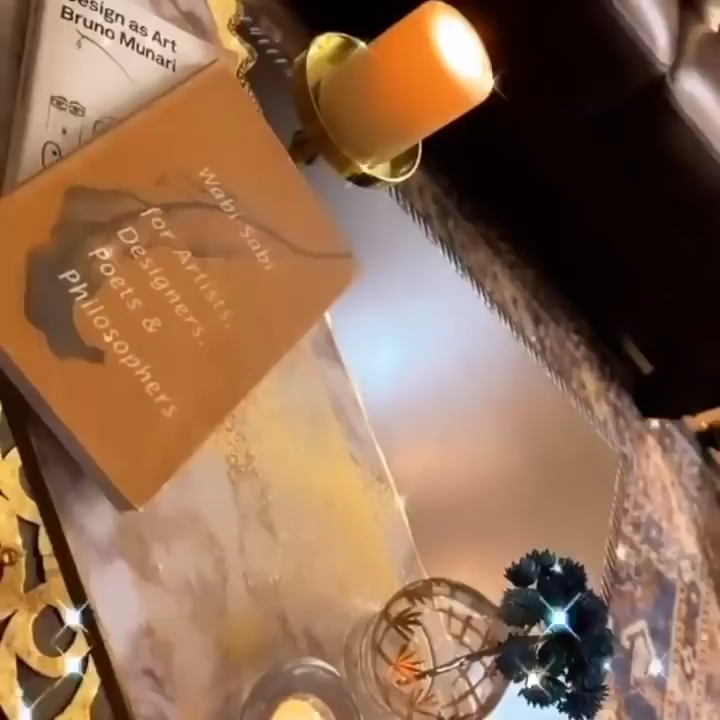 Design as Art
Bruno Munari
Wabi Sabi
for Artists,
Designers,
Poets &
Philosophers